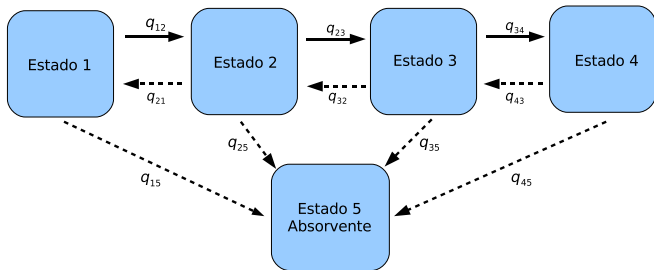 q12
q23
q34
Estado 1
Estado 2
Estado 3
Estado 4
q21
q32
q43
q15
q25
q35
q45
Estado 5
Absorvente